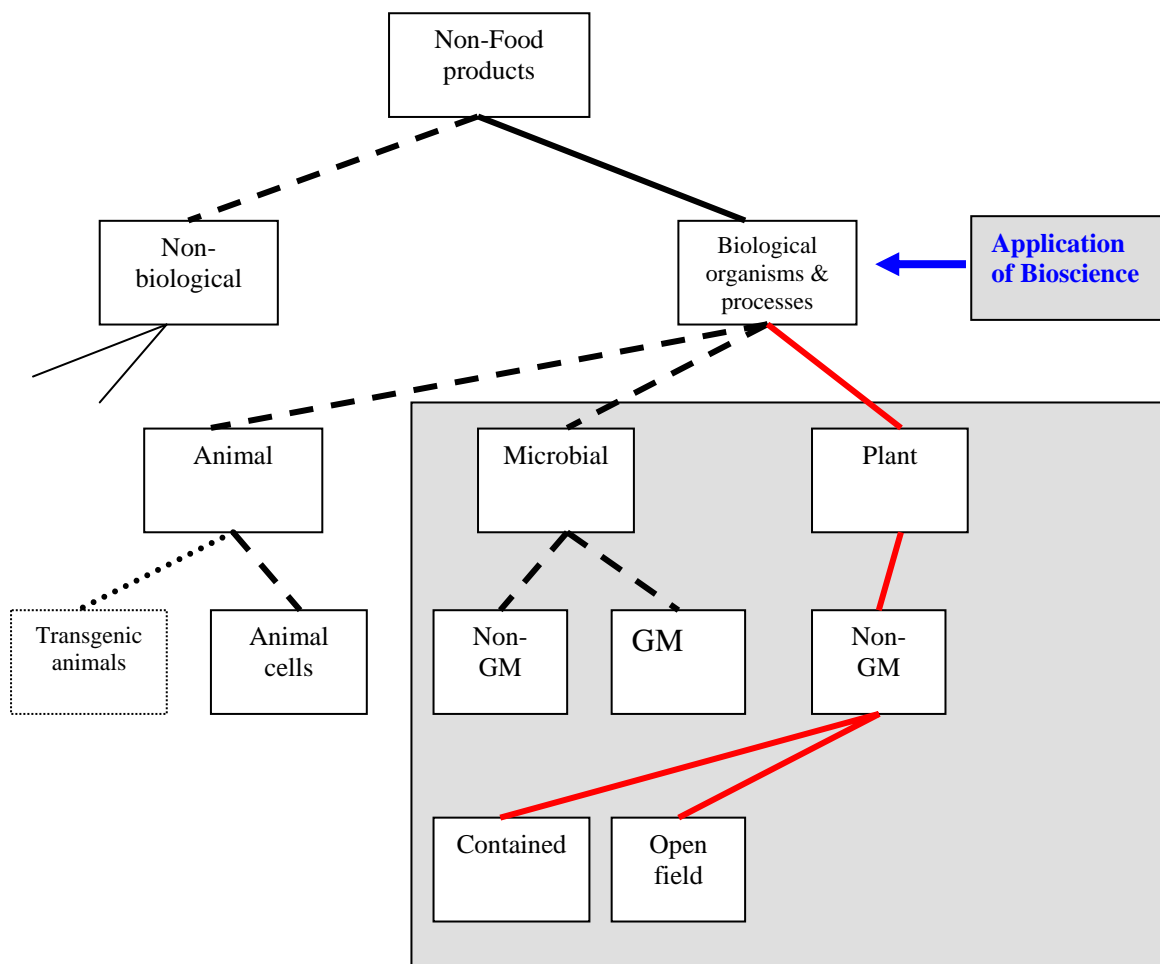 Non-Food
products
Non-
biological
Biological
organisms &
processes
Application
of Bioscience
Animal
Microbial
Plant
Transgenic
animals
Animal
cells
Non-
GM
GM
Non-
GM
Contained
Open
field